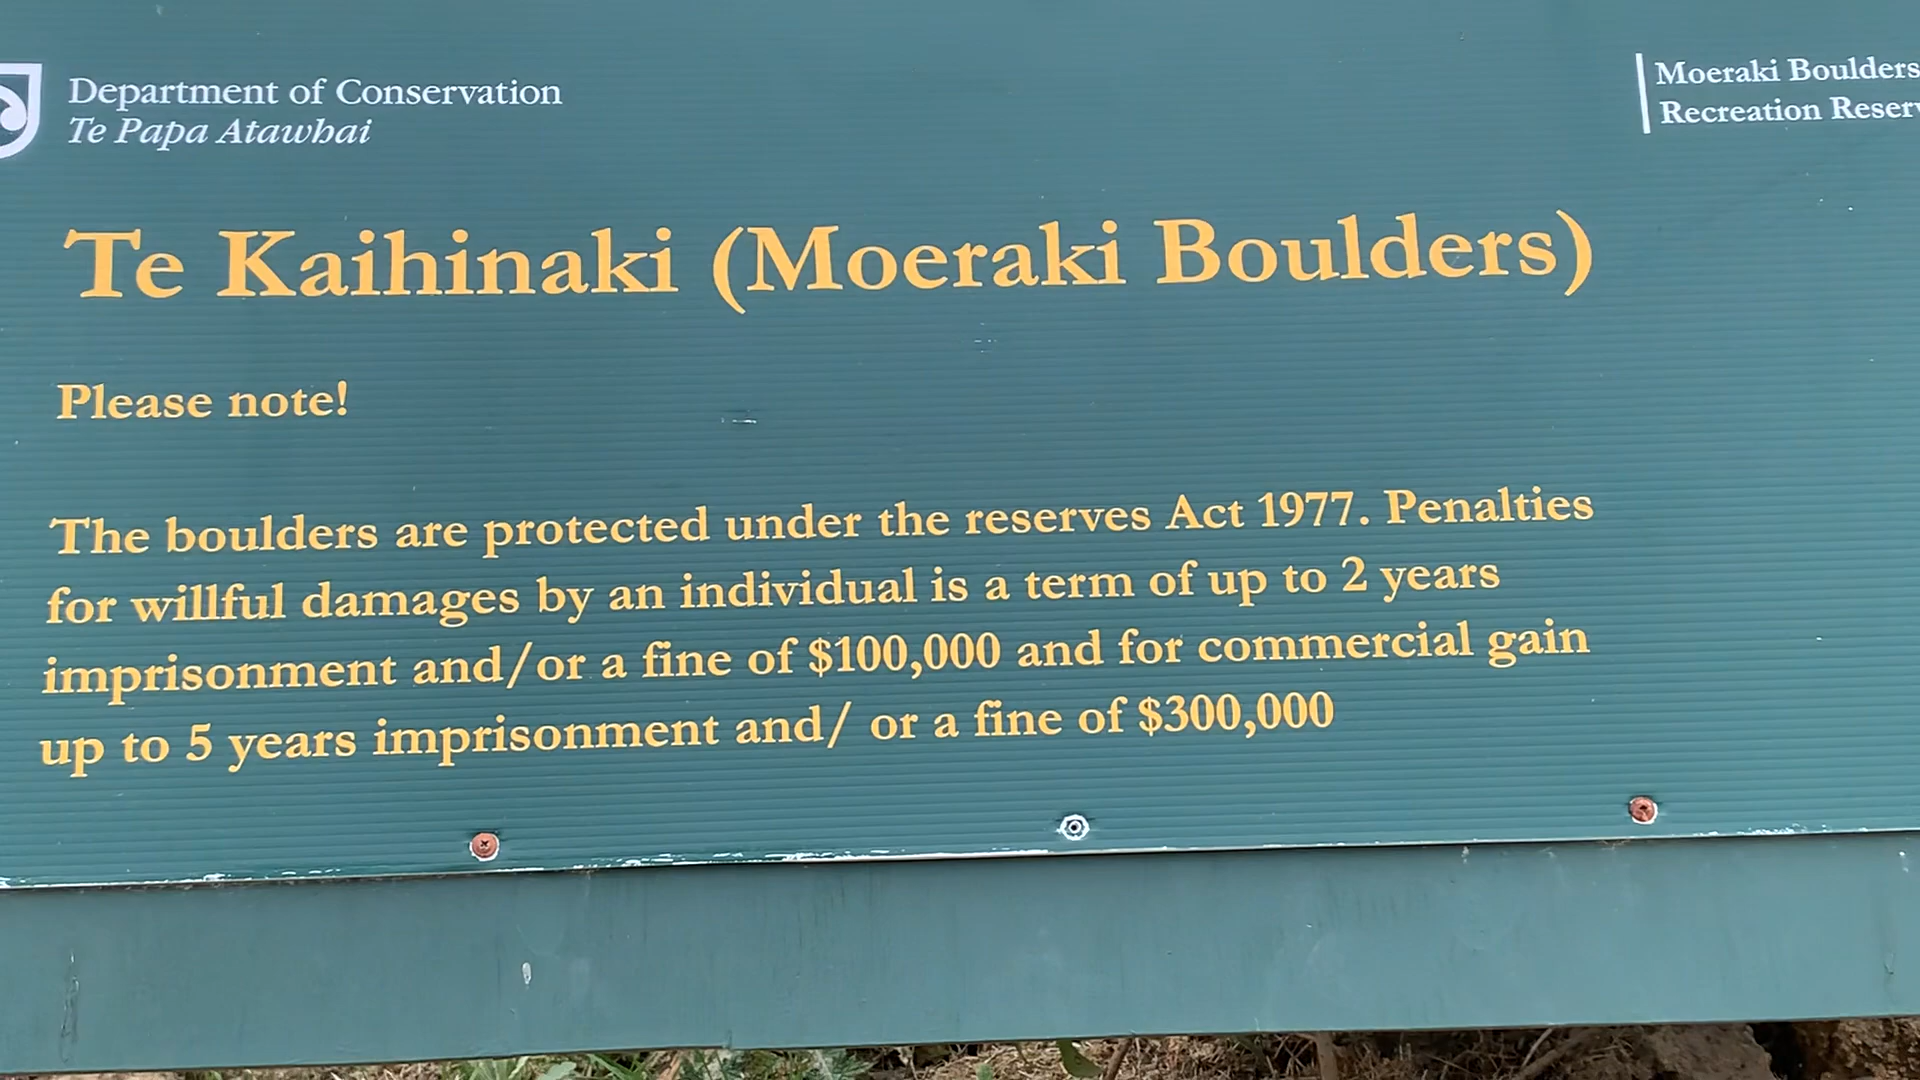 Department of Conservation
Te Papa Atawhai
Moeraki Boulders
Recreation Reserv
Te Kaihinaki (Moeraki Boulders)
Please note!
The boulders are protected under the reserves Act 1977. Penalties
for willful damages by an individual is a term of up to 2 years
imprisonment and/or a fine of $100,000 and for commercial gain
up to 5 years imprisonment and/ or a fine of $300,000